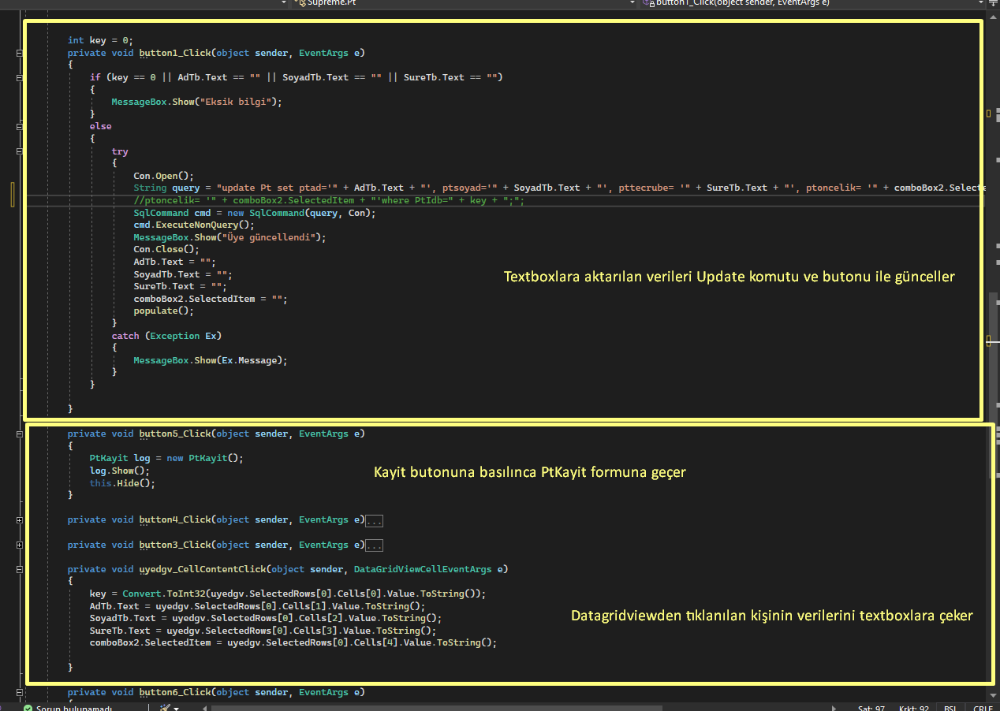 Supreme.Pt button1_Click(object sender, EventArgs e)
int key = 0;
private void button1_Click(object sender, EventArgs e)
{
if (key == 0 || AdTb.Text == "" || SoyadTb.Text == "" || SureTb.Text == "")
{
MessageBox.Show("Eksik bilgi");
}
else
{
try
{
Con.Open();
String query = "update Pt set ptad='" + AdTb.Text + "', ptsoyad='" + SoyadTb.Text + "', pttecrube= '" + SureTb.Text + "', ptoncelik= '" + comboBox2.Selecte
//ptoncelik= '" + comboBox2.SelectedItem + "'where PtIdb=" + key + ";";
SqlCommand cmd = new SqlCommand(query, Con);
cmd.ExecuteNonQuery();
MessageBox.Show("Üye güncellendi");
Con.Close();
AdTb.Text = "";
SoyadTb.Text = "";
SureTb.Text = "";
comboBox2.SelectedItem = "";
populate();
}
Textboxlara aktarılan verileri Update komutu ve butonu ile günceller
catch (Exception Ex)
{
MessageBox.Show(Ex.Message);
}
}
}
private void button5_Click(object sender, EventArgs e)
{
PtKayit log = new PtKayit();
log.Show();
this.Hide();
}
Kayit butonuna basılınca PtKayit formuna geçer
private void button4_Click(object sender, EventArgs e)...
private void button3_Click(object sender, EventArgs e)...
private void uyedgv_CellContentClick(object sender, DataGridViewCellEventArgs e)
{
key = Convert.ToInt32(uyedgv.SelectedRows[0].Cells[0].Value.ToString());
AdTb.Text = uyedgv.SelectedRows[0].Cells[1].Value.ToString();
SoyadTb.Text = uyedgv.SelectedRows[0].Cells[2].Value.ToString();
SureTb.Text = uyedgv.SelectedRows[0].Cells[3].Value.ToString();
comboBox2.SelectedItem = uyedgv.SelectedRows[0].Cells[4].Value.ToString();
}
Datagridviewden tıklanılan kişinin verilerini textboxlara çeker
private void button6_Click(object sender, EventArgs e)
{
Sorun bulunamadı Sat: 97 Krkt: 92 BSL CRLF